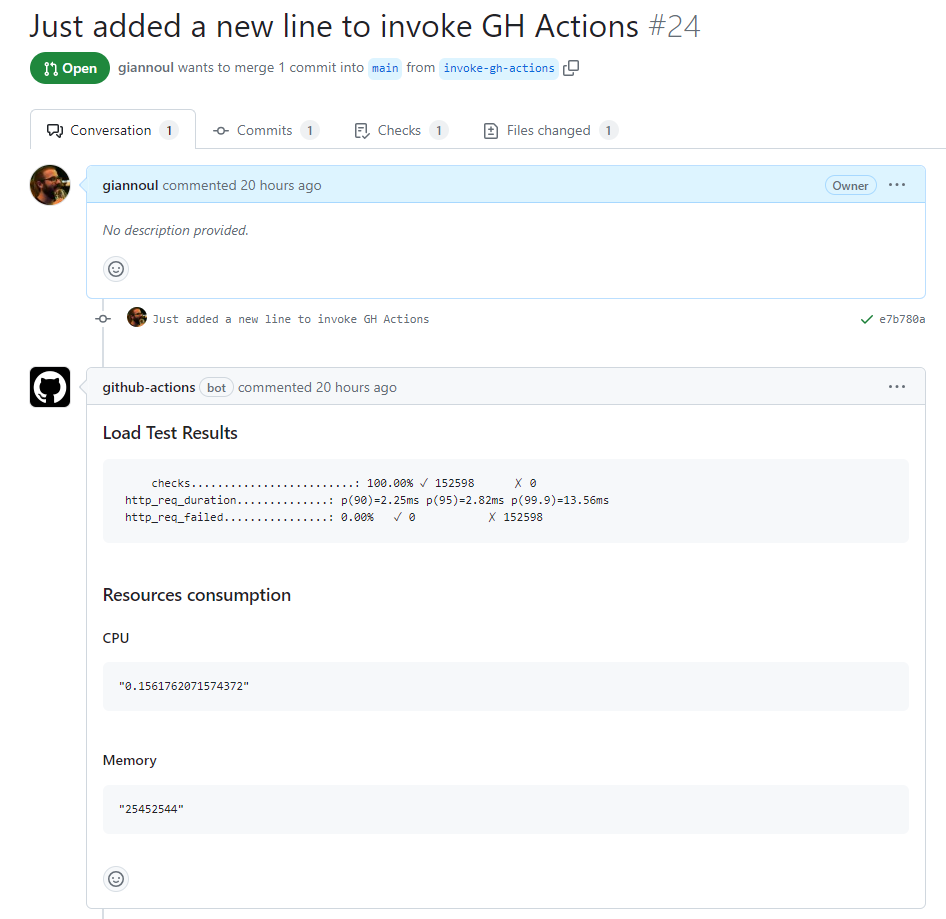 Just added a new line to invoke GH Actions #24
Open giannoul wants to merge 1 commit into main from invoke-gh-actions
Conversation 1 Commits 1 Checks 1 Files changed 1
giannoul commented 20 hours ago Owner ...
No description provided.
Just added a new line to invoke GH Actions ✓ e7b780a
github-actions bot commented 20 hours ago ...
Load Test Results
checks.........................: 100.00% ✓ 152598 ✗ 0
http_req_duration..............: p(90)=2.25ms p(95)=2.82ms p(99.9)=13.56ms
http_req_failed................: 0.00% ✓ 0 ✗ 152598
Resources consumption
CPU
"0.1561762071574372"
Memory
"25452544"